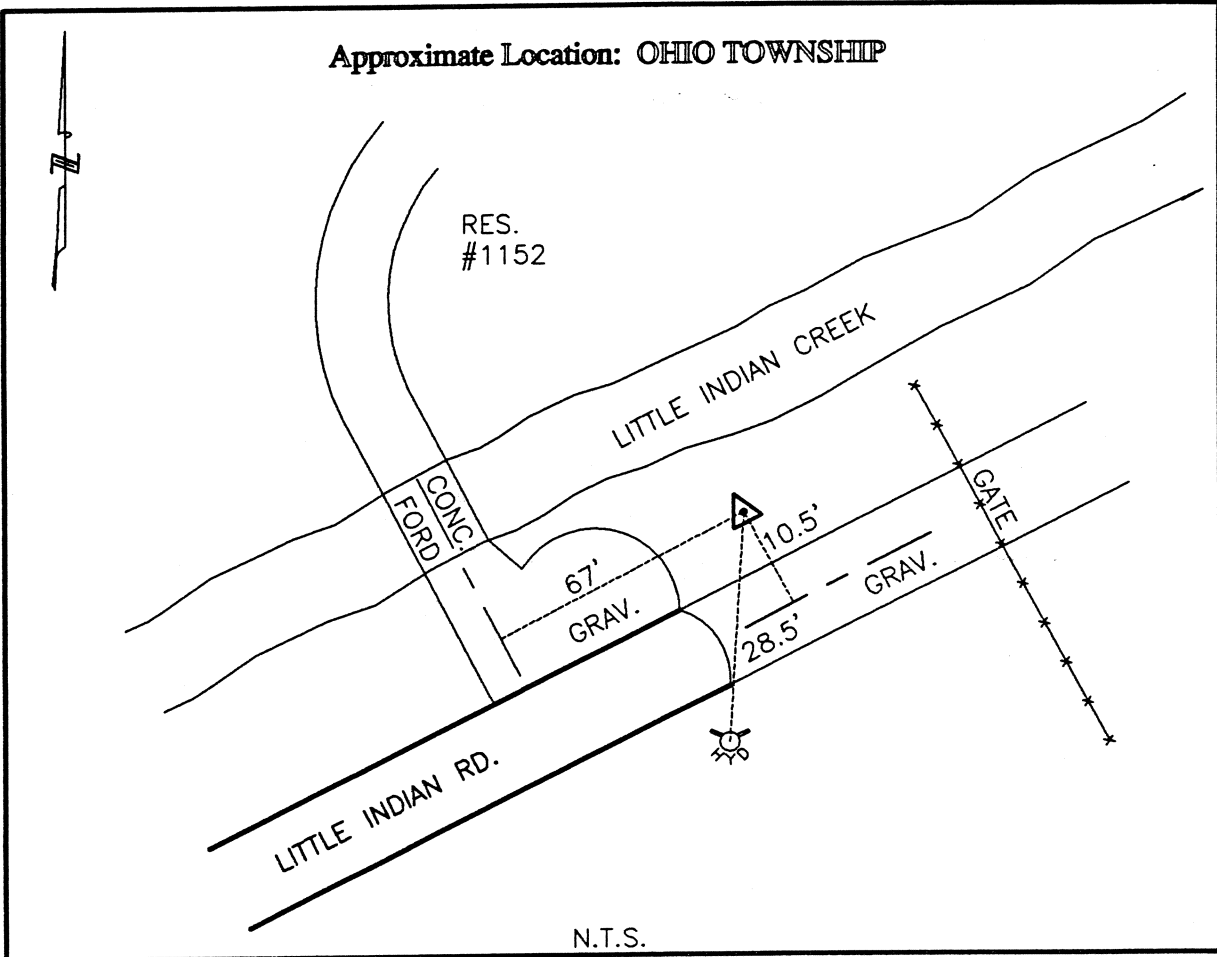 Approximate Location: OHIO TOWNSHIP
N
RES.
#1152
LITTLE INDIAN CREEK
CONC.
FORD
GATE
10.5'
67'
GRAV.
GRAV.
28.5'
HYD
LITTLE INDIAN RD.
N.T.S.